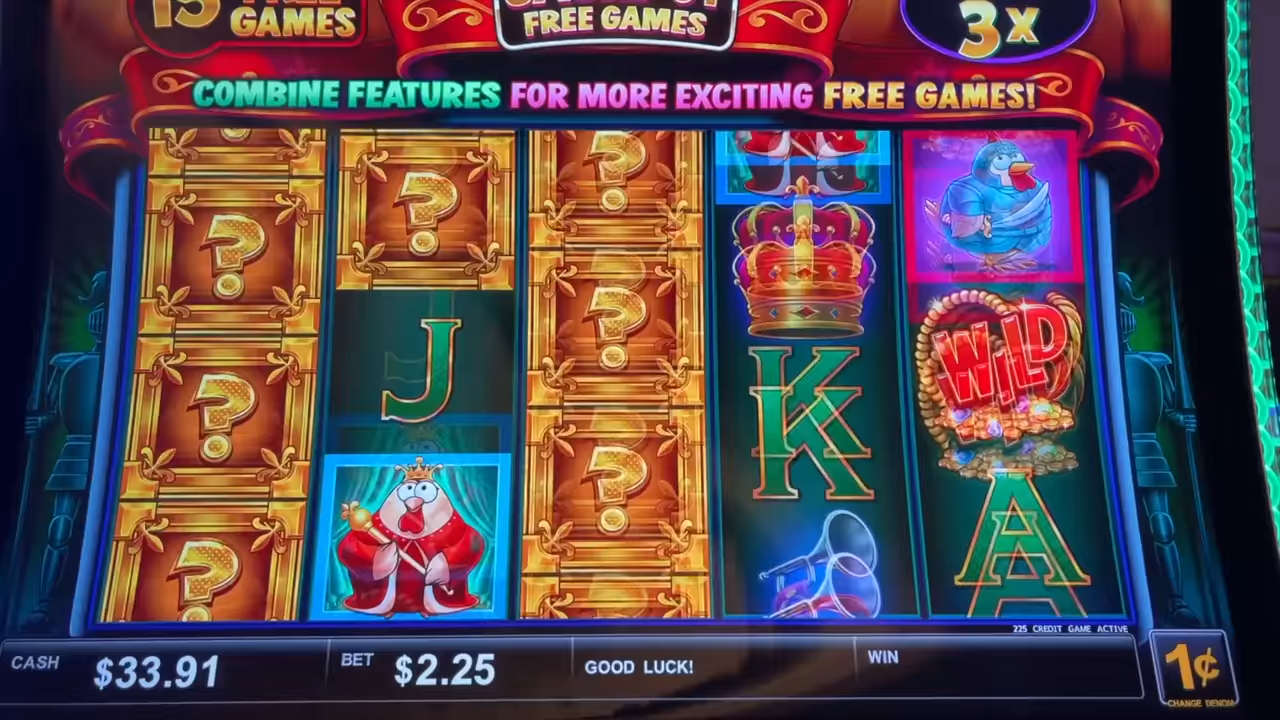 15 FREE
GAMES
FREE GAMES
3X
COMBINE FEATURES FOR MORE EXCITING FREE GAMES!
?
?
?
?
?
?
?
J
K
WILD
A
225 CREDIT GAME ACTIVE
CASH $33.91
BET $2.25
GOOD LUCK!
WIN
1¢
CHANGE DENOM